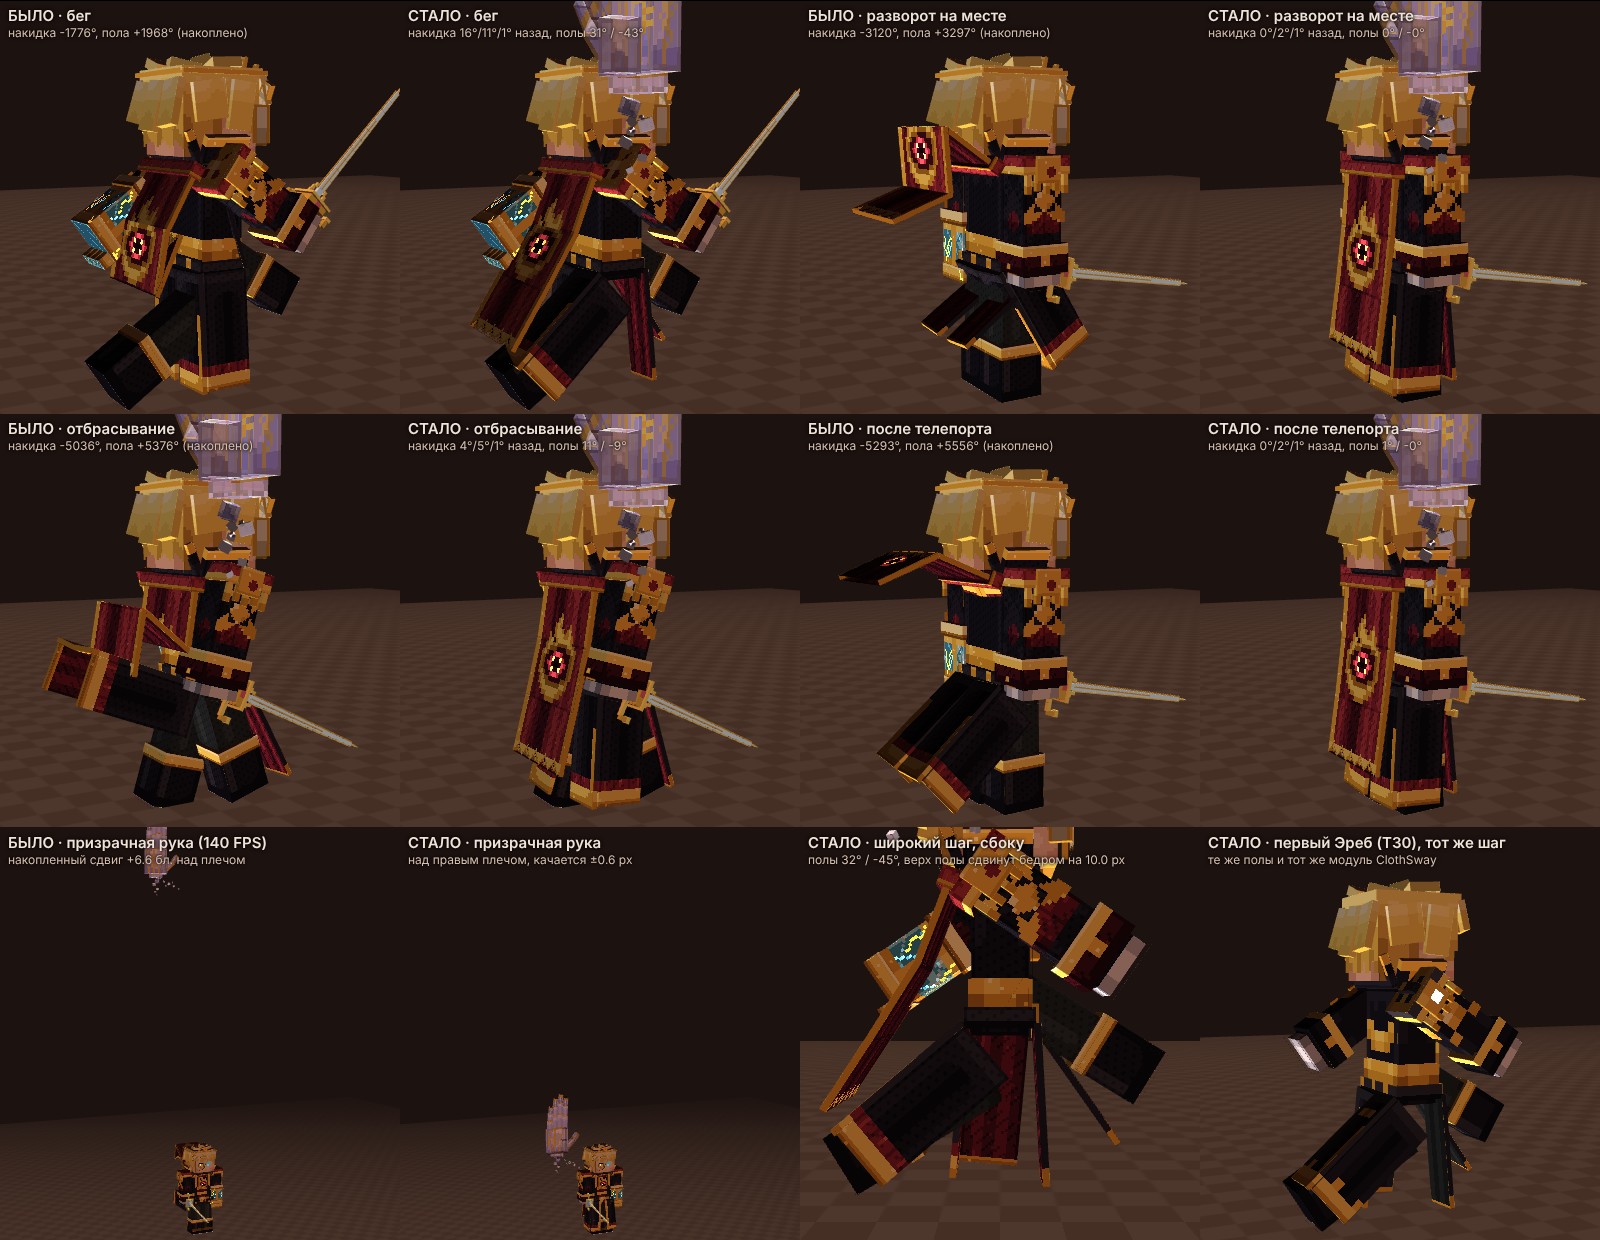 БЫЛО · бег
накидка -1776°, пола +1968° (накоплено)
СТАЛО · бег
накидка 16°/11°/1° назад, полы 31° / -43°
БЫЛО · разворот на месте
накидка -3120°, пола +3297° (накоплено)
СТАЛО · разворот на месте
накидка 0°/2°/1° назад, полы 0° / -0°
БЫЛО · отбрасывание
накидка -5036°, пола +5376° (накоплено)
СТАЛО · отбрасывание
накидка 4°/5°/1° назад, полы 11° / -9°
БЫЛО · после телепорта
накидка -5293°, пола +5556° (накоплено)
СТАЛО · после телепорта
накидка 0°/2°/1° назад, полы 1° / -0°
БЫЛО · призрачная рука (140 FPS)
накопленный сдвиг +6.6 бл. над плечом
СТАЛО · призрачная рука
над правым плечом, качается ±0.6 px
СТАЛО · широкий шаг, сбоку
полы 32° / -45°, верх полы сдвинут бедром на 10.0 px
СТАЛО · первый Эреб (T30), тот же шаг
те же полы и тот же модуль ClothSway